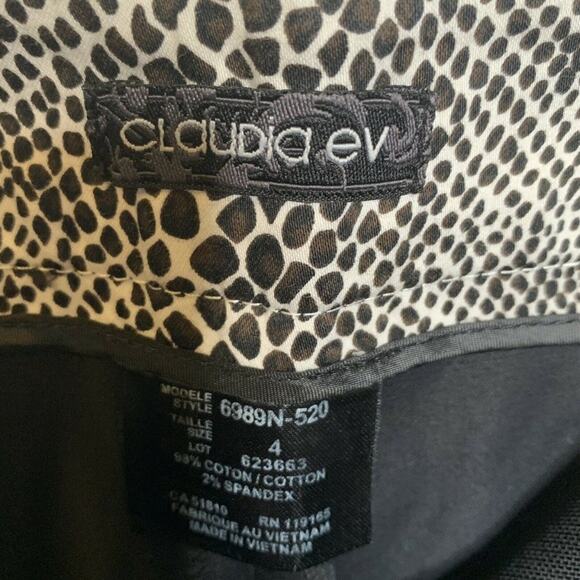 CLAUDIA EV
MODELE
STYLE 6989N-520
TAILLE
SIZE 4
LOT 623663
98% COTON / COTTON
2% SPANDEX
CA 51810 RN 119165
FABRIQUE AU VIETNAM
MADE IN VIETNAM